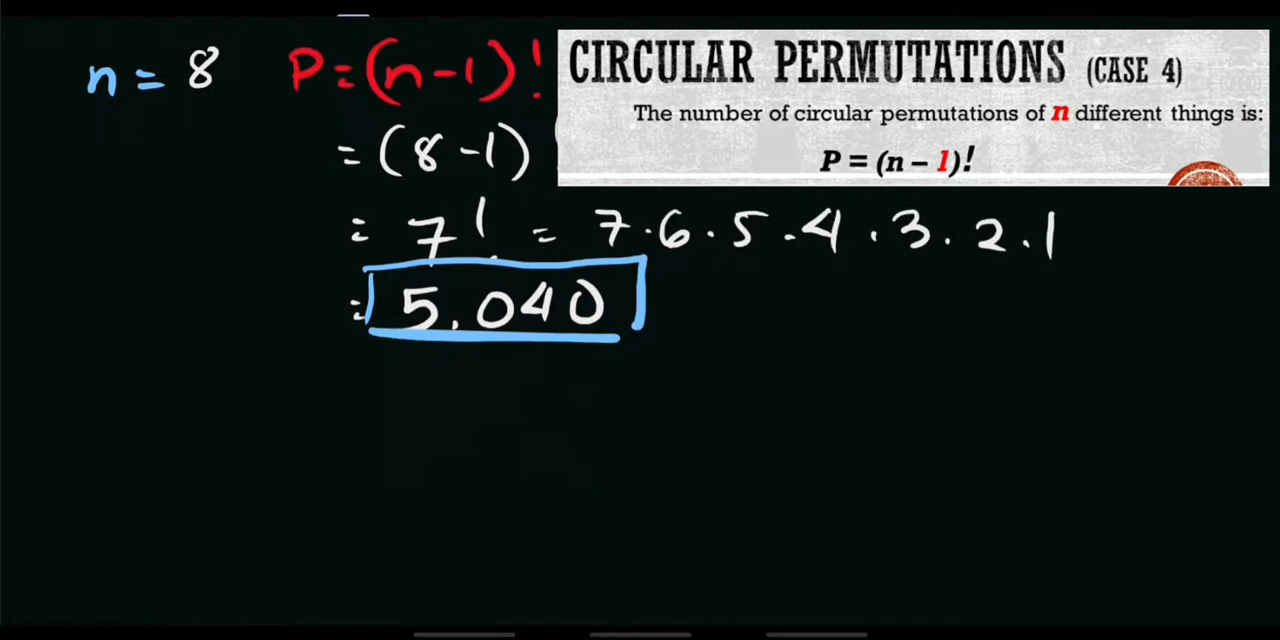 n = 8 P = (n-1)!
CIRCULAR PERMUTATIONS (CASE 4)
The number of circular permutations of n different things is:
P = (n – 1)!
= (8-1)
= 7! = 7·6·5·4·3·2·1
= 5,040